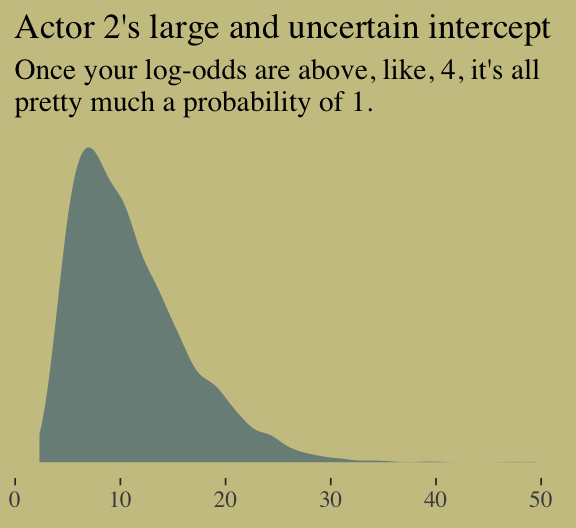 Actor 2's large and uncertain intercept
Once your log-odds are above, like, 4, it's all
pretty much a probability of 1.
0 10 20 30 40 50